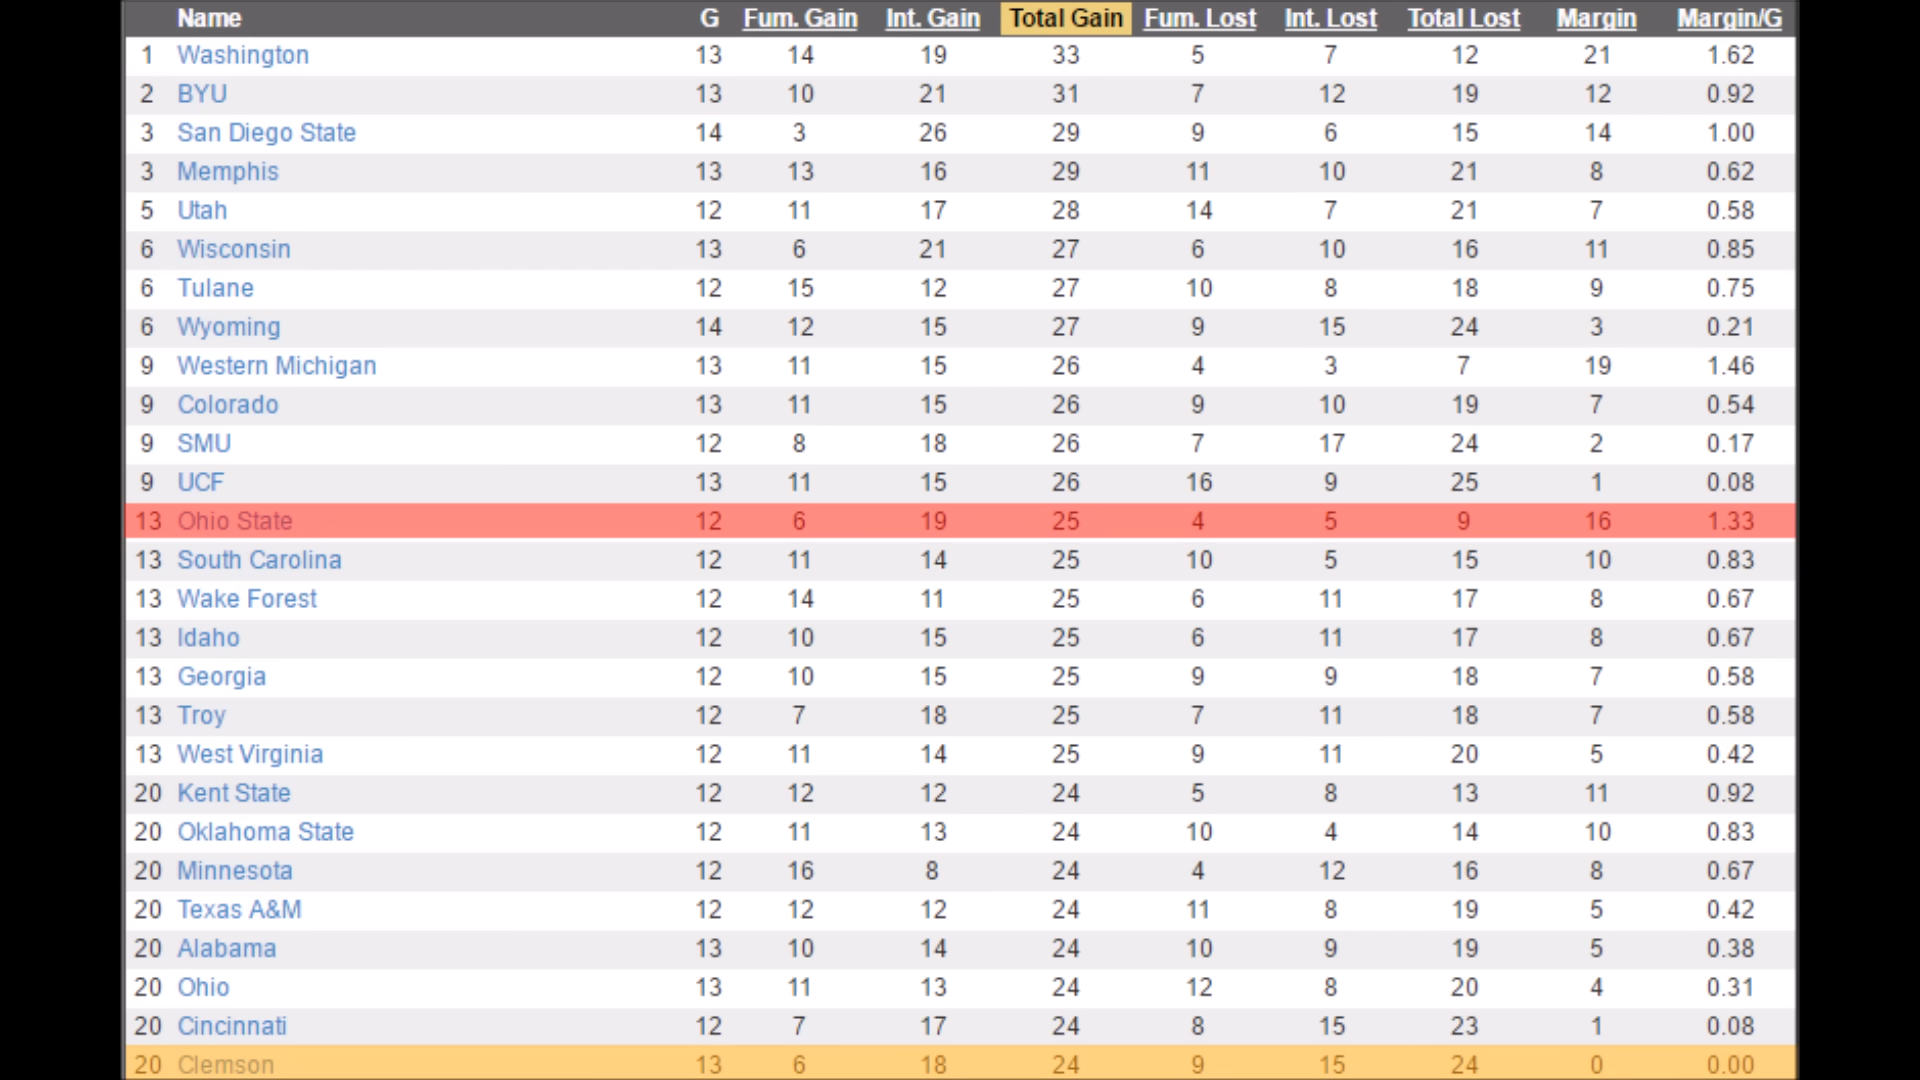 Name G Fum. Gain Int. Gain Total Gain Fum. Lost Int. Lost Total Lost Margin Margin/G
1 Washington 13 14 19 33 5 7 12 21 1.62
2 BYU 13 10 21 31 7 12 19 12 0.92
3 San Diego State 14 3 26 29 9 6 15 14 1.00
3 Memphis 13 13 16 29 11 10 21 8 0.62
5 Utah 12 11 17 28 14 7 21 7 0.58
6 Wisconsin 13 6 21 27 6 10 16 11 0.85
6 Tulane 12 15 12 27 10 8 18 9 0.75
6 Wyoming 14 12 15 27 9 15 24 3 0.21
9 Western Michigan 13 11 15 26 4 3 7 19 1.46
9 Colorado 13 11 15 26 9 10 19 7 0.54
9 SMU 12 8 18 26 7 17 24 2 0.17
9 UCF 13 11 15 26 16 9 25 1 0.08
13 Ohio State 12 6 19 25 4 5 9 16 1.33
13 South Carolina 12 11 14 25 10 5 15 10 0.83
13 Wake Forest 12 14 11 25 6 11 17 8 0.67
13 Idaho 12 10 15 25 6 11 17 8 0.67
13 Georgia 12 10 15 25 9 9 18 7 0.58
13 Troy 12 7 18 25 7 11 18 7 0.58
13 West Virginia 12 11 14 25 9 11 20 5 0.42
20 Kent State 12 12 12 24 5 8 13 11 0.92
20 Oklahoma State 12 11 13 24 10 4 14 10 0.83
20 Minnesota 12 16 8 24 4 12 16 8 0.67
20 Texas A&M 12 12 12 24 11 8 19 5 0.42
20 Alabama 13 10 14 24 10 9 19 5 0.38
20 Ohio 13 11 13 24 12 8 20 4 0.31
20 Cincinnati 12 7 17 24 8 15 23 1 0.08
20 Clemson 13 6 18 24 9 15 24 0 0.00